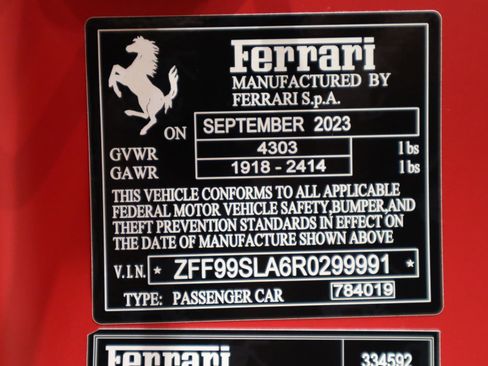 Ferrari
MANUFACTURED BY
FERRARI S.p.A.
ON SEPTEMBER 2023
GVWR 4303 lbs
GAWR 1918 - 2414 lbs
THIS VEHICLE CONFORMS TO ALL APPLICABLE
FEDERAL MOTOR VEHICLE SAFETY,BUMPER,AND
THEFT PREVENTION STANDARDS IN EFFECT ON
THE DATE OF MANUFACTURE SHOWN ABOVE
V.I.N. * ZFF99SLA6R0299991 *
TYPE: PASSENGER CAR 784019
Ferrari 334592